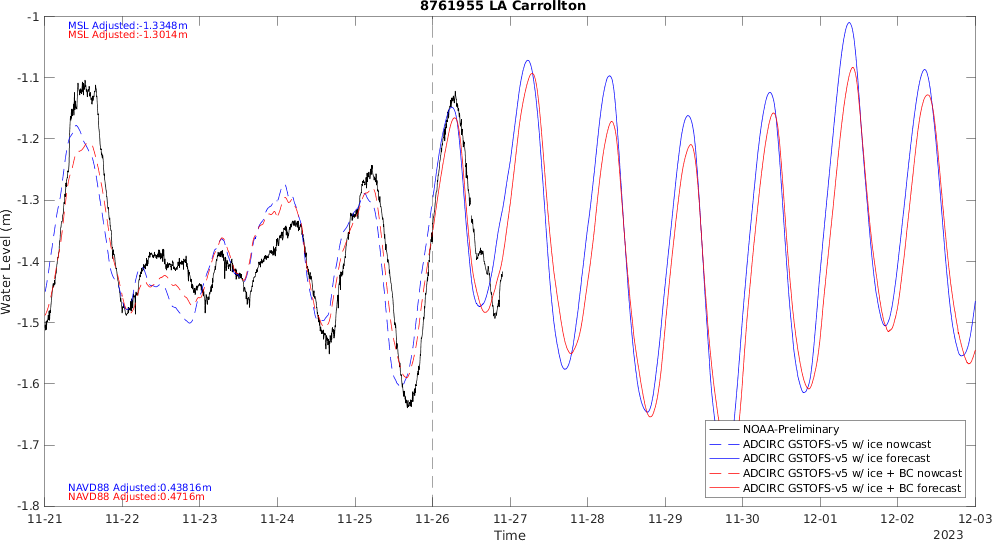 8761955 LA Carrollton
MSL Adjusted:-1.3348m
MSL Adjusted:-1.3014m
-1
-1.1
-1.2
-1.3
-1.4
-1.5
-1.6
-1.7
-1.8
Water Level (m)
NOAA-Preliminary
ADCIRC GSTOFS-v5 w/ ice nowcast
ADCIRC GSTOFS-v5 w/ ice forecast
ADCIRC GSTOFS-v5 w/ ice + BC nowcast
ADCIRC GSTOFS-v5 w/ ice + BC forecast
NAVD88 Adjusted:0.43816m
NAVD88 Adjusted:0.4716m
11-21 11-22 11-23 11-24 11-25 11-26 11-27 11-28 11-29 11-30 12-01 12-02 12-03
Time
2023